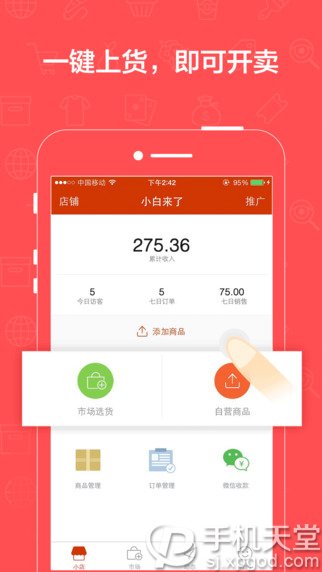 一键上货，即可开卖
中国移动 下午2:42 95%
店铺 小白来了 推广
275.36
累计收入
5 5 75.00
今日访客 七日订单 七日销售
添加商品
市场选货 自营商品
商品管理 订单管理 微信收款
小店 市场
手机天堂
sixpgod.com